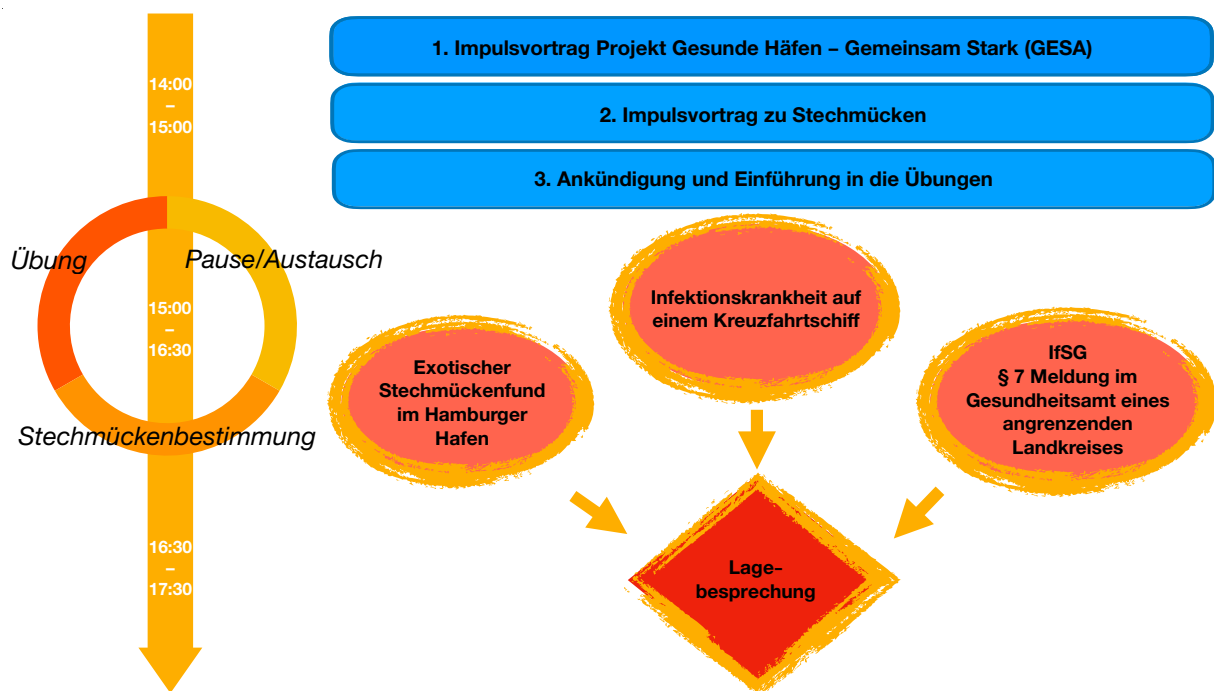 14:00
–
15:00
1. Impulsvortrag Projekt Gesunde Häfen – Gemeinsam Stark (GESA)
2. Impulsvortrag zu Stechmücken
3. Ankündigung und Einführung in die Übungen
Übung
Pause/Austausch
Stechmückenbestimmung
15:00
–
16:30
Exotischer
Stechmückenfund
im Hamburger
Hafen
Infektionskrankheit auf
einem Kreuzfahrtschiff
IfSG
§ 7 Meldung im
Gesundheitsamt eines
angrenzenden
Landkreises
16:30
–
17:30
Lage-
besprechung